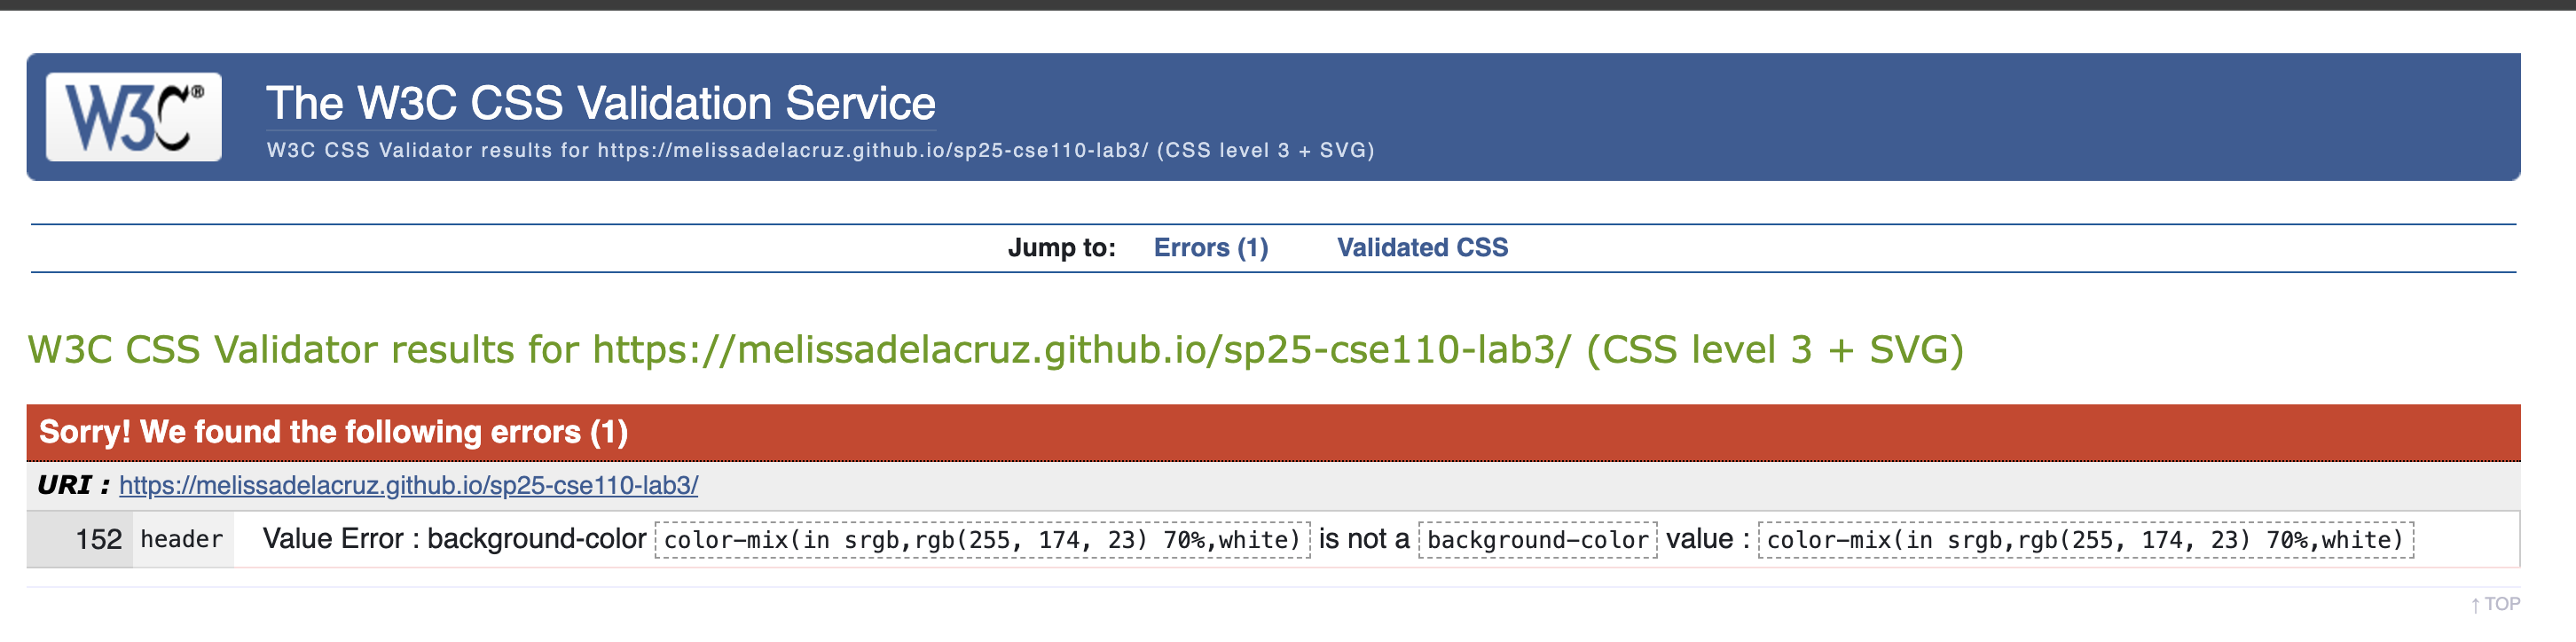 W3C®
The W3C CSS Validation Service
W3C CSS Validator results for https://melissadelacruz.github.io/sp25-cse110-lab3/ (CSS level 3 + SVG)
Jump to: Errors (1) Validated CSS
W3C CSS Validator results for https://melissadelacruz.github.io/sp25-cse110-lab3/ (CSS level 3 + SVG)
Sorry! We found the following errors (1)
URI : https://melissadelacruz.github.io/sp25-cse110-lab3/
152 header Value Error : background-color color-mix(in srgb,rgb(255, 174, 23) 70%,white) is not a background-color value : color-mix(in srgb,rgb(255, 174, 23) 70%,white)
↑ TOP